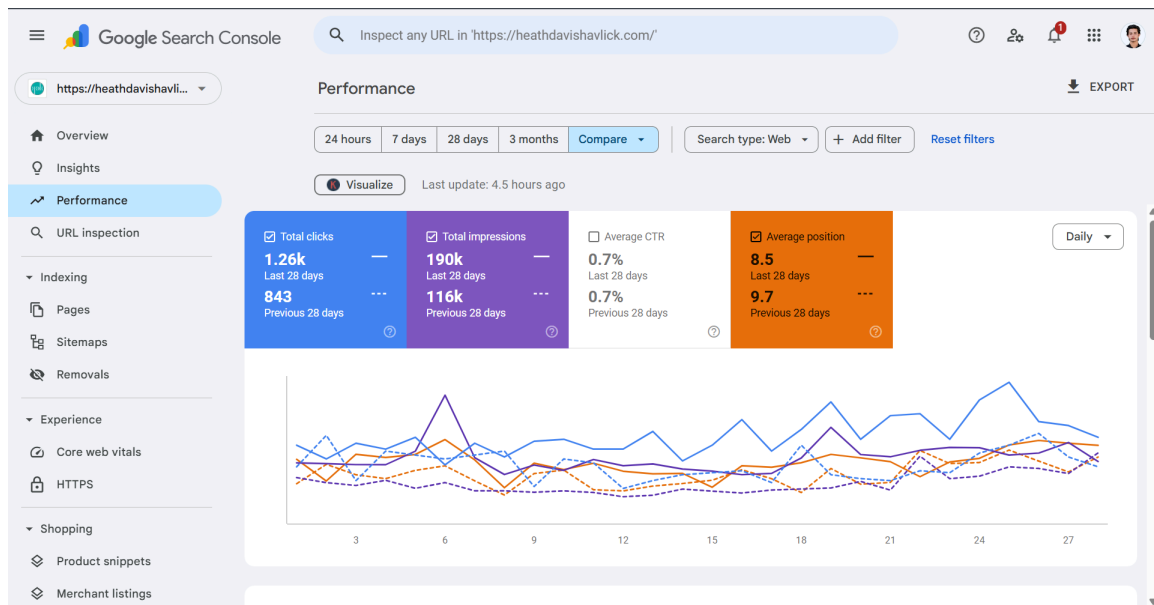 Google Search Console
Inspect any URL in 'https://heathdavishavlick.com/'
1
https://heathdavishavli...
Performance
EXPORT
Overview
Insights
Performance
URL inspection
Indexing
Pages
Sitemaps
Removals
Experience
Core web vitals
HTTPS
Shopping
Product snippets
Merchant listings
24 hours
7 days
28 days
3 months
Compare
Search type: Web
Add filter
Reset filters
K
Visualize
Last update: 4.5 hours ago
Total clicks
1.26k
Last 28 days
843
Previous 28 days
Total impressions
190k
Last 28 days
116k
Previous 28 days
Average CTR
0.7%
Last 28 days
0.7%
Previous 28 days
Average position
8.5
Last 28 days
9.7
Previous 28 days
Daily
3 6 9 12 15 18 21 24 27